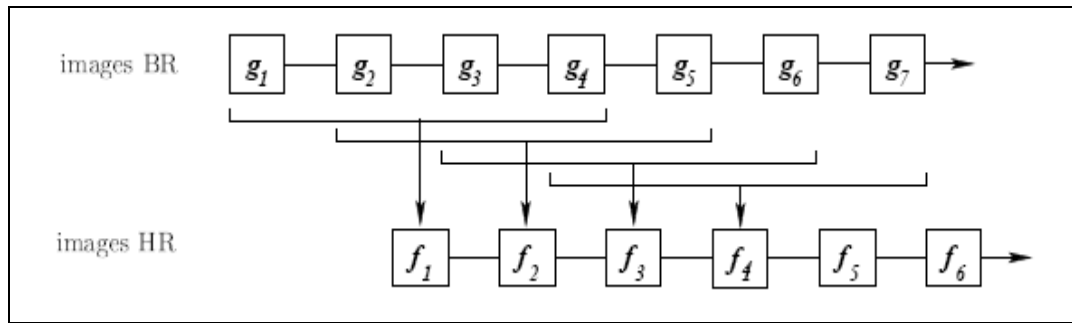 images BR g₁ g₂ g₃ g₄ g₅ g₆ g₇
images HR f₁ f₂ f₃ f₄ f₅ f₆